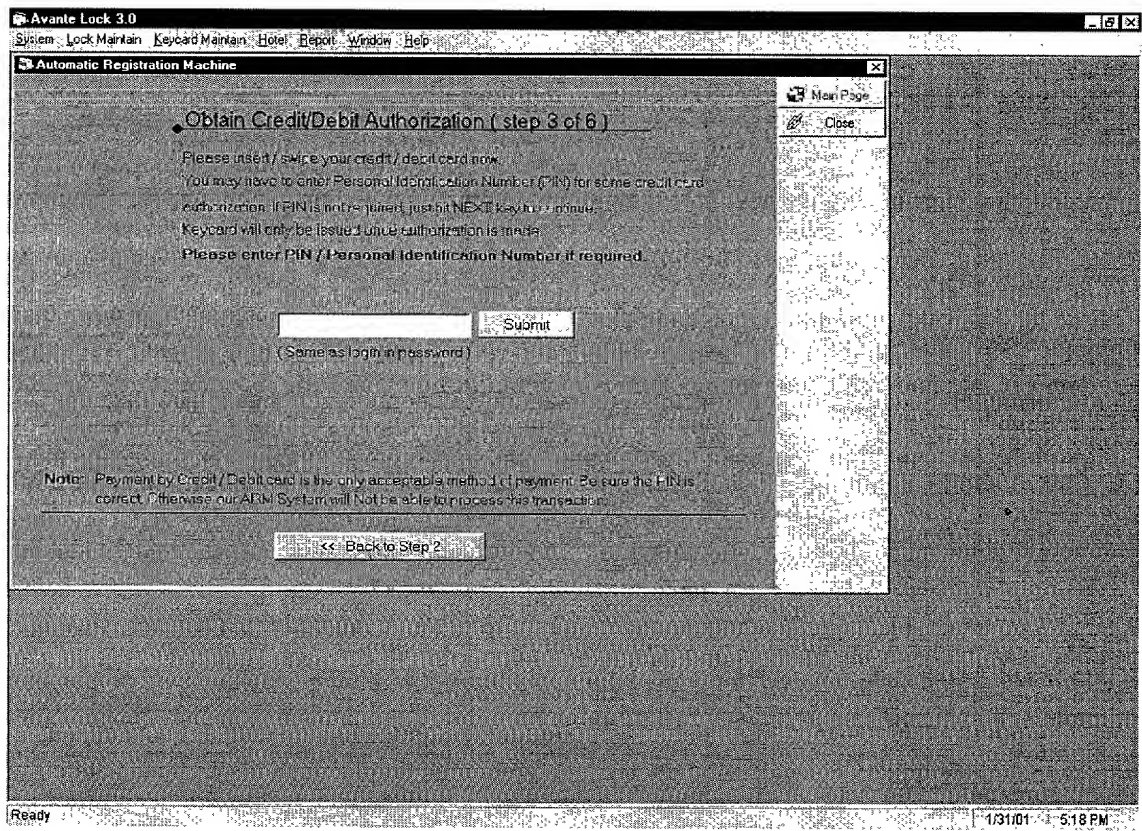 Avante Lock 3.0
System Lock Maintain Keycard Maintain Hotel Report Window Help
Automatic Registration Machine
Main Page
Close
Obtain Credit/Debit Authorization ( step 3 of 6 )
Please insert / swipe your credit / debit card now.
You may have to enter Personal Identification Number (PIN) for some credit card
authorization. If PIN is not required, just hit NEXT key to continue.
Keycard will only be issued once authorization is made.
Please enter PIN / Personal Identification Number if required.
Submit
( Same as login in password )
Note: Payment by Credit / Debit card is the only acceptable method of payment. Be sure the PIN is
correct. Otherwise our ARM System will Not be able to process this transaction.
<< Back to Step 2
Ready
1/31/01 5:18 PM